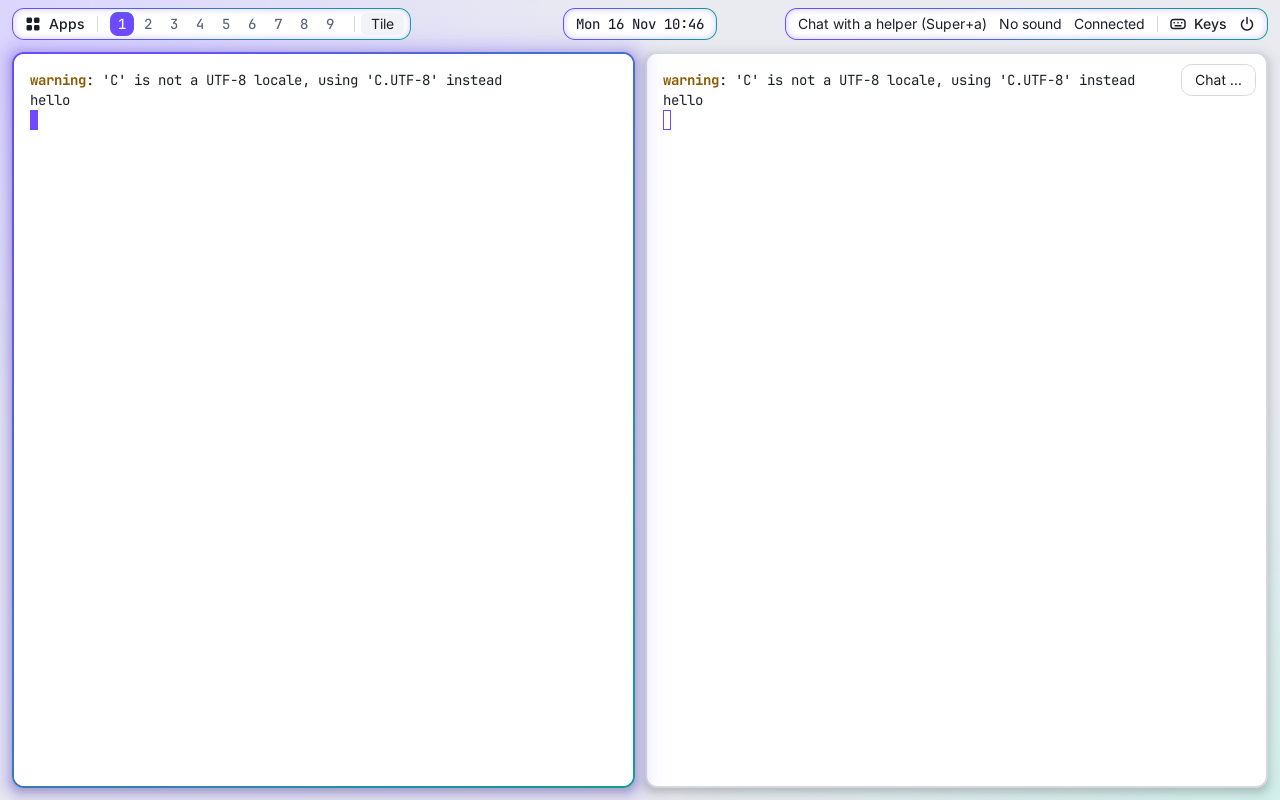 Apps 1 2 3 4 5 6 7 8 9 Tile
Mon 16 Nov 10:46
Chat with a helper (Super+a) No sound Connected Keys
warning: 'C' is not a UTF-8 locale, using 'C.UTF-8' instead
hello
warning: 'C' is not a UTF-8 locale, using 'C.UTF-8' instead
hello
Chat ...